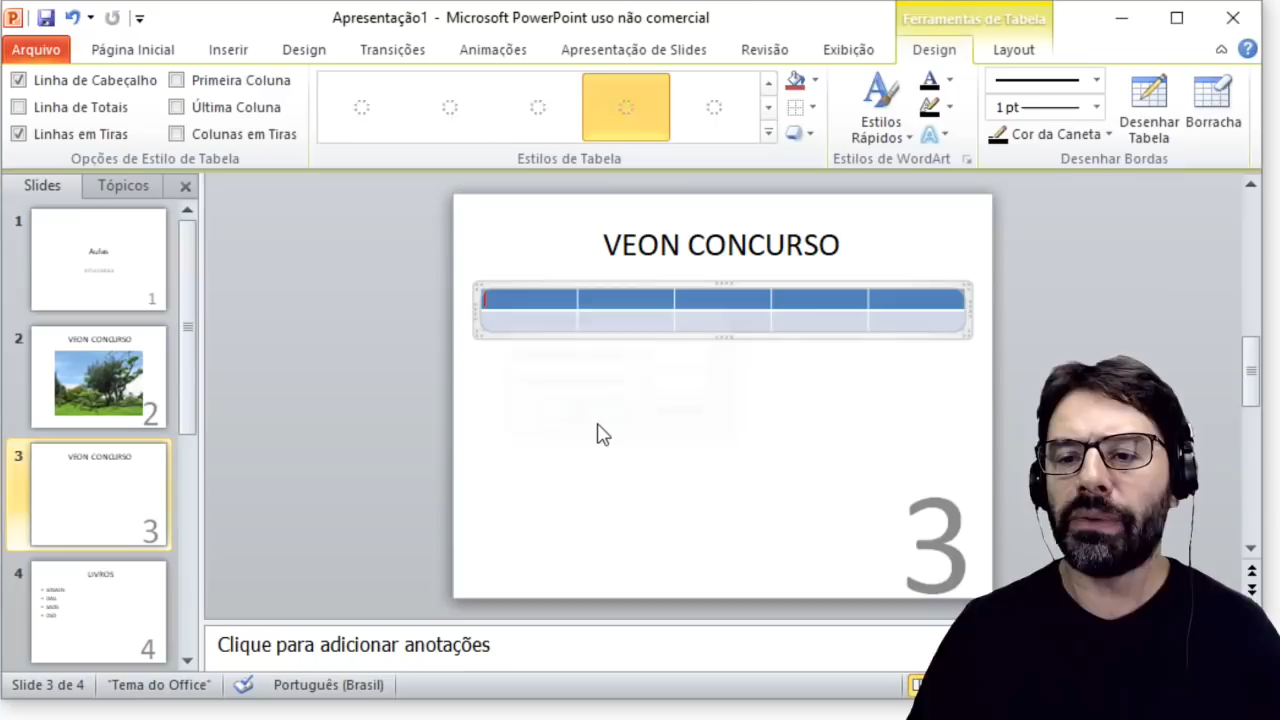 Apresentação1 - Microsoft PowerPoint uso não comercial
Ferramentas de Tabela
Arquivo
Página Inicial
Inserir
Design
Transições
Animações
Apresentação de Slides
Revisão
Exibição
Design
Layout
Linha de Cabeçalho
Primeira Coluna
Linha de Totais
Última Coluna
Linhas em Tiras
Colunas em Tiras
Opções de Estilo de Tabela
Estilos de Tabela
Estilos
Rápidos
Estilos de WordArt
1 pt
Cor da Caneta
Desenhar
Tabela
Borracha
Desenhar Bordas
Slides
Tópicos
1
Aulas
1
2
VEON CONCURSO
2
3
VEON CONCURSO
3
4
LIVROS
4
VEON CONCURSO
3
Clique para adicionar anotações
Slide 3 de 4
"Tema do Office"
Português (Brasil)